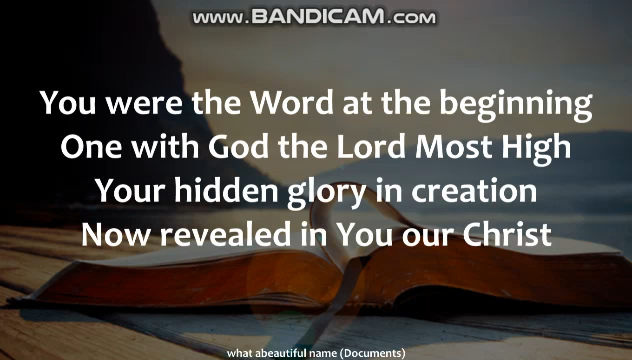 www.BANDICAM.com
You were the Word at the beginning
One with God the Lord Most High
Your hidden glory in creation
Now revealed in You our Christ
what abeautiful name (Documents)